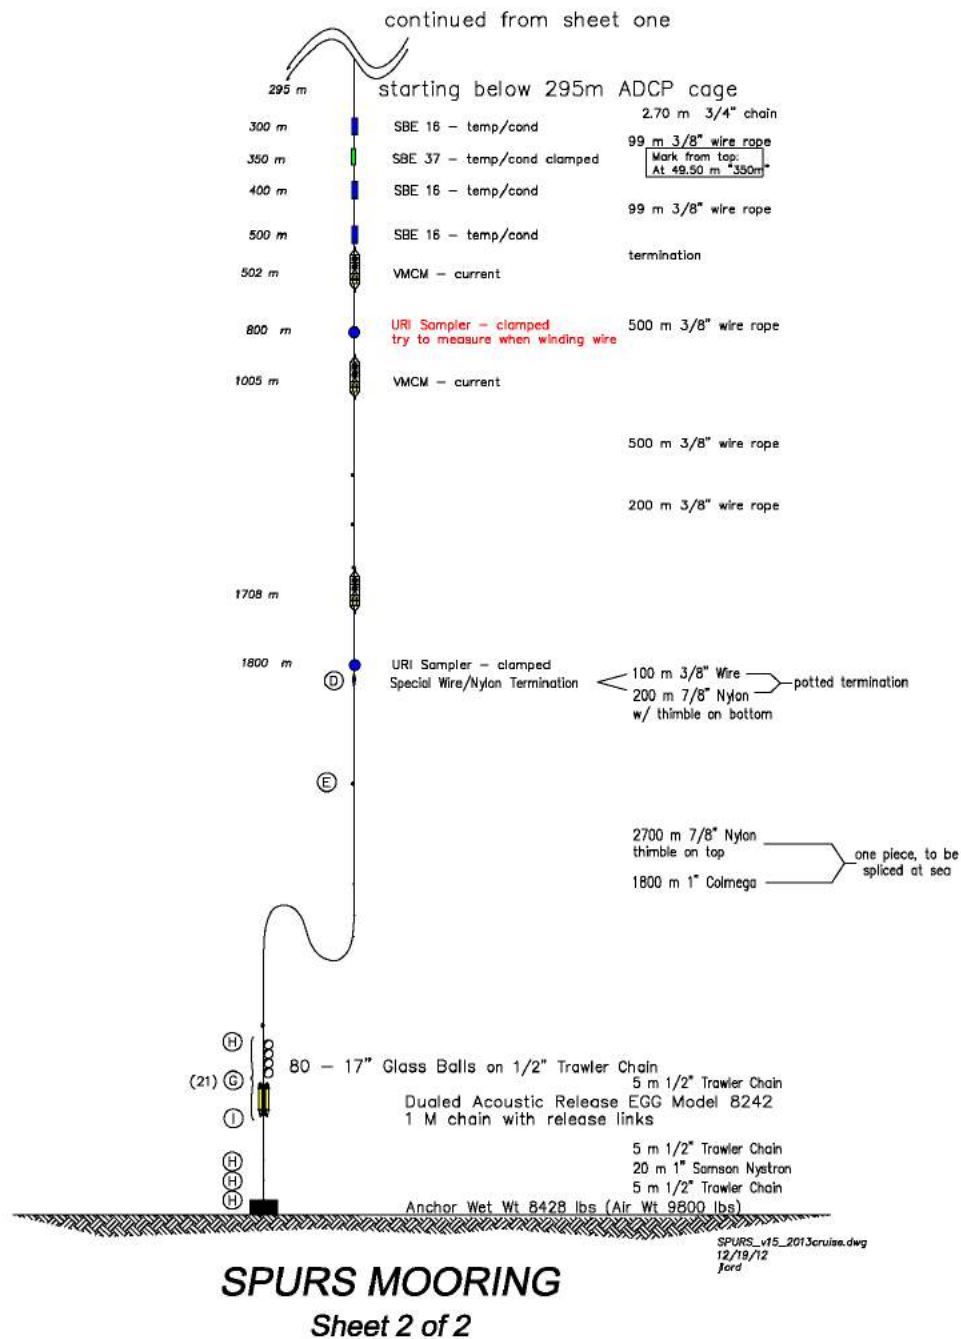 continued from sheet one
295 m starting below 295m ADCP cage
2.70 m 3/4" chain
300 m SBE 16 - temp/cond
99 m 3/8" wire rope
350 m SBE 37 - temp/cond clamped
Mark from top:
At 49.50 m "350m"
400 m SBE 16 - temp/cond
99 m 3/8" wire rope
500 m SBE 16 - temp/cond
termination
502 m VMCM - current
800 m URI Sampler - clamped
try to measure when winding wire
500 m 3/8" wire rope
1005 m VMCM - current
500 m 3/8" wire rope
200 m 3/8" wire rope
1708 m
1800 m URI Sampler - clamped
D Special Wire/Nylon Termination
100 m 3/8" Wire
200 m 7/8" Nylon
w/ thimble on bottom
potted termination
E
2700 m 7/8" Nylon
thimble on top
1800 m 1" Colmega
one piece, to be
spliced at sea
H
80 - 17" Glass Balls on 1/2" Trawler Chain
(21) G
5 m 1/2" Trawler Chain
Dualed Acoustic Release EGG Model 8242
I 1 M chain with release links
5 m 1/2" Trawler Chain
H 20 m 1" Samson Nystron
H 5 m 1/2" Trawler Chain
H Anchor Wet Wt 8428 lbs (Air Wt 9800 lbs)
SPURS_v15_2013cruise.dwg
12/19/12
jlord
SPURS MOORING
Sheet 2 of 2